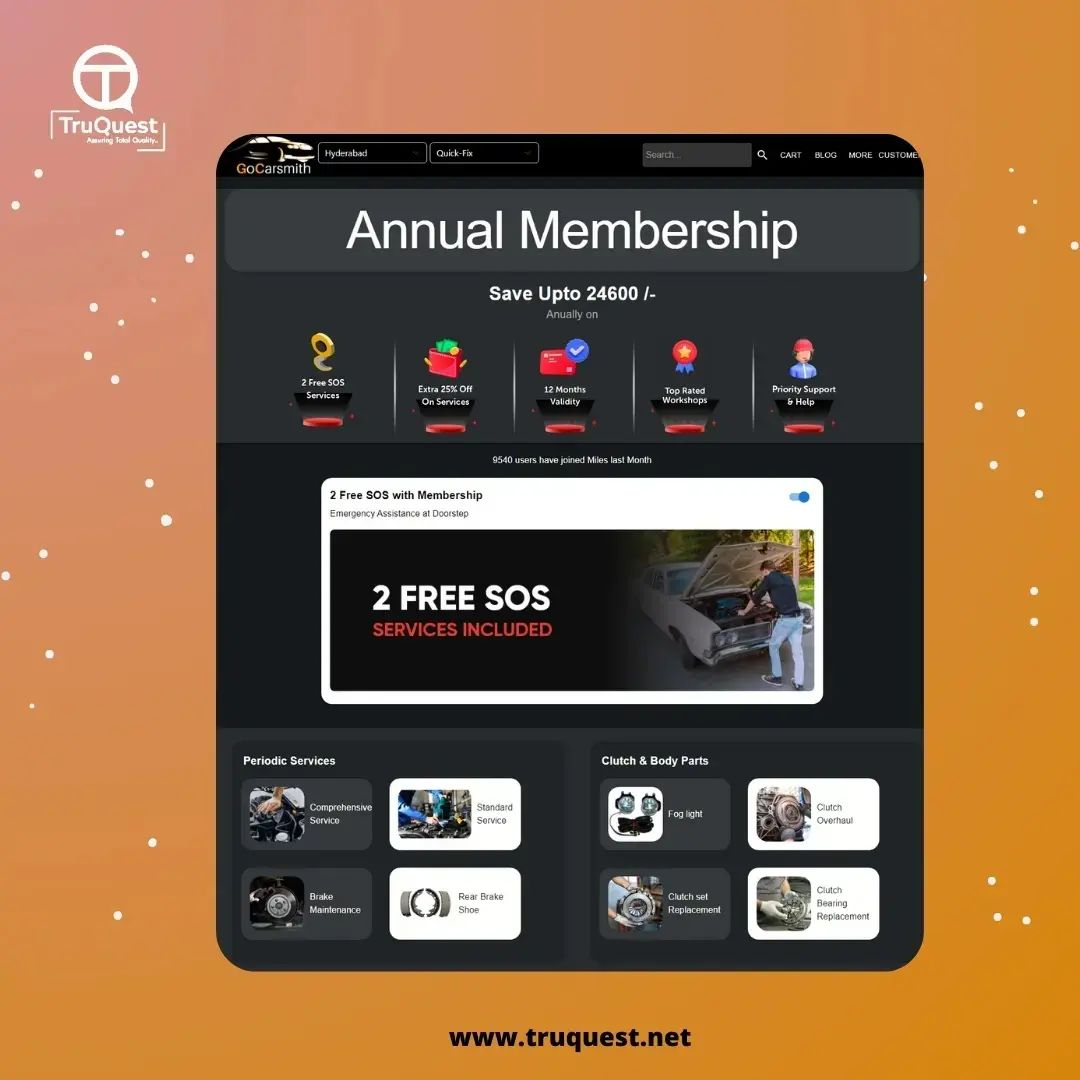 TruQuest
Assuring Total Quality..
GoCarsmith
Hyderabad
Quick-Fix
Search...
CART
BLOG
MORE
CUSTOME
Annual Membership
Save Upto 24600 /-
Anually on
2 Free SOS
Services
Extra 25% Off
On Services
12 Months
Validity
Top Rated
Workshops
Priority Support
& Help
9540 users have joined Miles last Month
2 Free SOS with Membership
Emergency Assistance at Doorstep
2 FREE SOS
SERVICES INCLUDED
Periodic Services
Comprehensive
Service
Standard
Service
Brake
Maintenance
Rear Brake
Shoe
Clutch & Body Parts
Fog light
Clutch
Overhaul
Clutch set
Replacement
Clutch
Bearing
Replacement
www.truquest.net